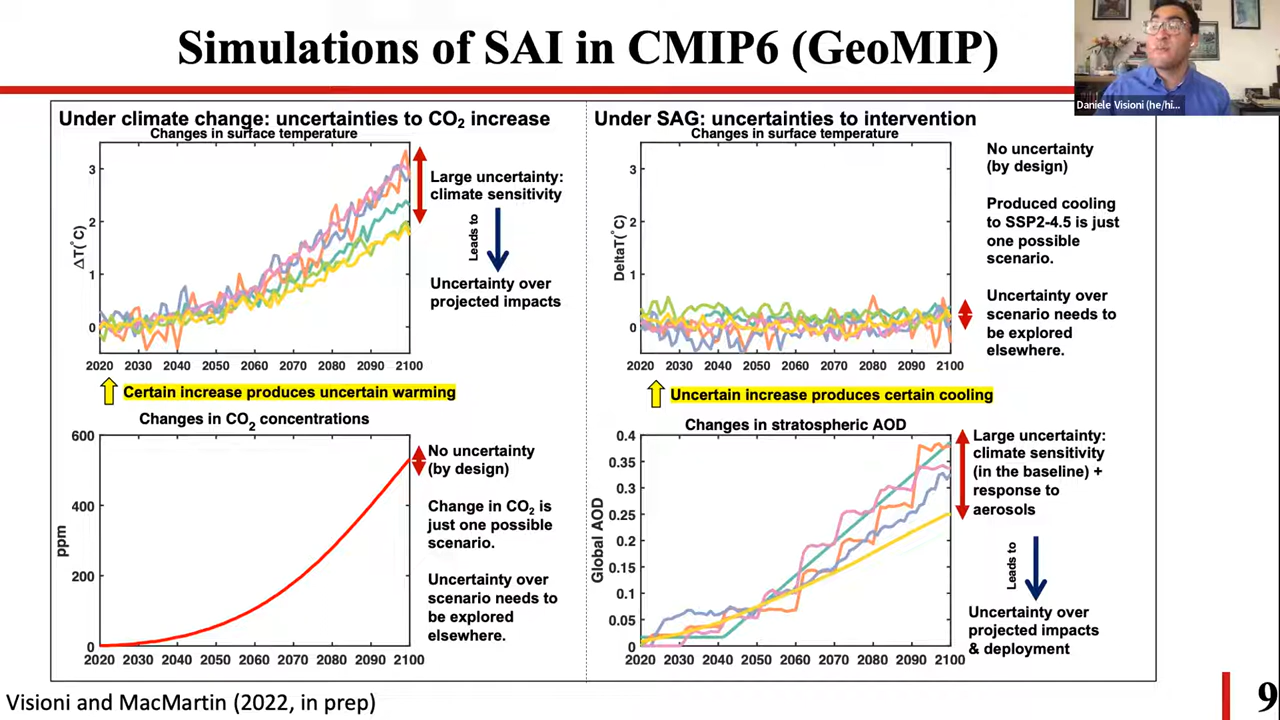 Simulations of SAI in CMIP6 (GeoMIP)
Daniele Visioni (he/hi...
Under climate change: uncertainties to CO₂ increase
Changes in surface temperature
ΔT(°C)
3
2
1
0
2020 2030 2040 2050 2060 2070 2080 2090 2100
Large uncertainty:
climate sensitivity
Leads to
Uncertainty over
projected impacts
Certain increase produces uncertain warming
Changes in CO₂ concentrations
ppm
600
400
200
0
2020 2030 2040 2050 2060 2070 2080 2090 2100
No uncertainty
(by design)
Change in CO₂ is
just one possible
scenario.
Uncertainty over
scenario needs to
be explored
elsewhere.
Under SAG: uncertainties to intervention
Changes in surface temperature
DeltaT(°C)
3
2
1
0
2020 2030 2040 2050 2060 2070 2080 2090 2100
No uncertainty
(by design)
Produced cooling
to SSP2-4.5 is just
one possible
scenario.
Uncertainty over
scenario needs to
be explored
elsewhere.
Uncertain increase produces certain cooling
Changes in stratospheric AOD
Global AOD
0.4
0.35
0.3
0.25
0.2
0.15
0.1
0.05
0
2020 2030 2040 2050 2060 2070 2080 2090 2100
Large uncertainty:
climate sensitivity
(in the baseline) +
response to
aerosols
Leads to
Uncertainty over
projected impacts
& deployment
Visioni and MacMartin (2022, in prep)
9